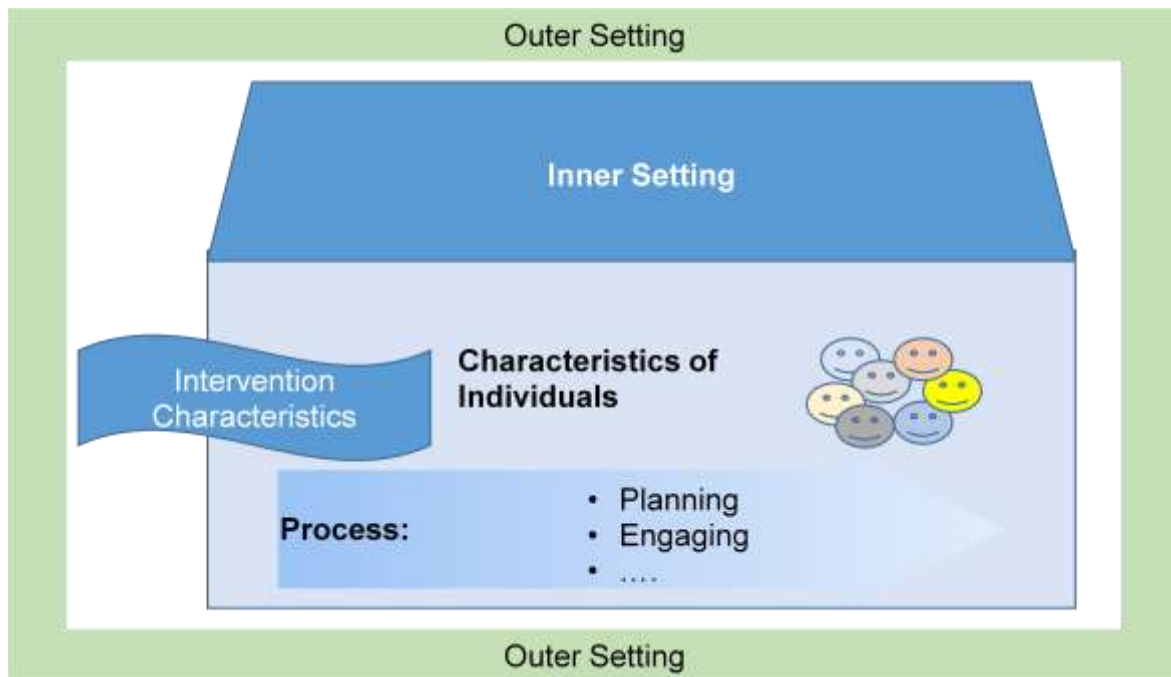 Outer Setting
Inner Setting
Intervention
Characteristics
Characteristics of
Individuals
Process:
• Planning
• Engaging
• ....
Outer Setting